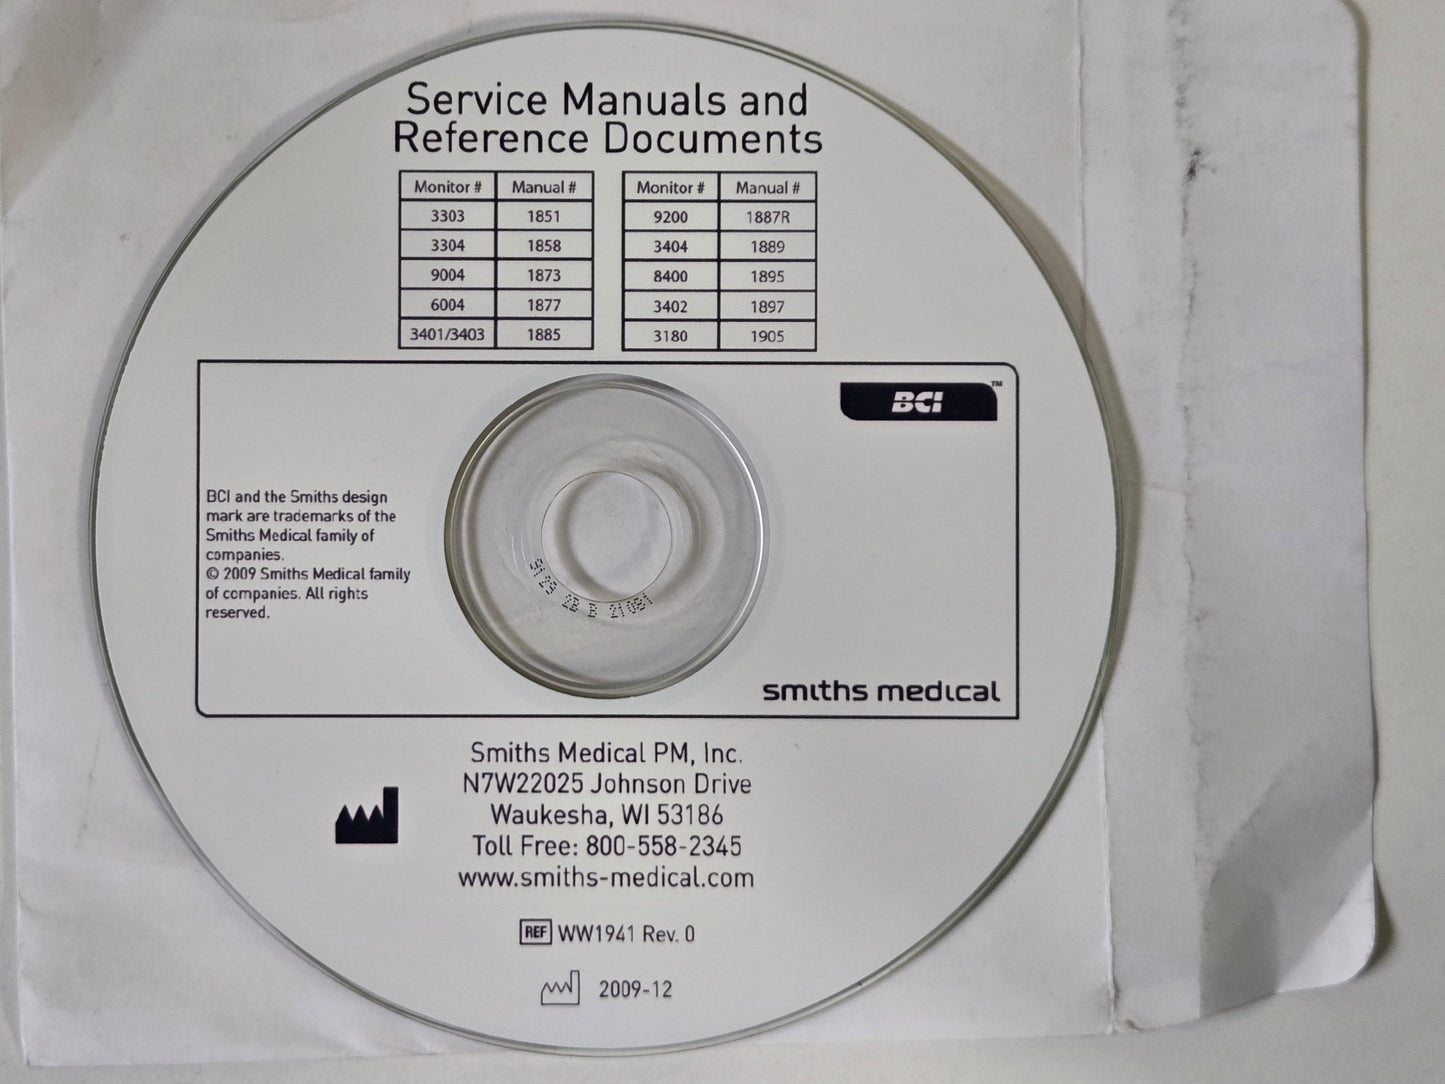 Service Manuals and
Reference Documents
Monitor # Manual # Monitor # Manual #
3303 1851 9200 1887R
3304 1858 3404 1889
9004 1873 8400 1895
6004 1877 3402 1897
3401/3403 1885 3180 1905
BCI ™
BCI and the Smiths design
mark are trademarks of the
Smiths Medical family of
companies.
© 2009 Smiths Medical family
of companies. All rights
reserved.
2B B 21081
smiths medical
Smiths Medical PM, Inc.
N7W22025 Johnson Drive
Waukesha, WI 53186
Toll Free: 800-558-2345
www.smiths-medical.com
REF WW1941 Rev. 0
2009-12